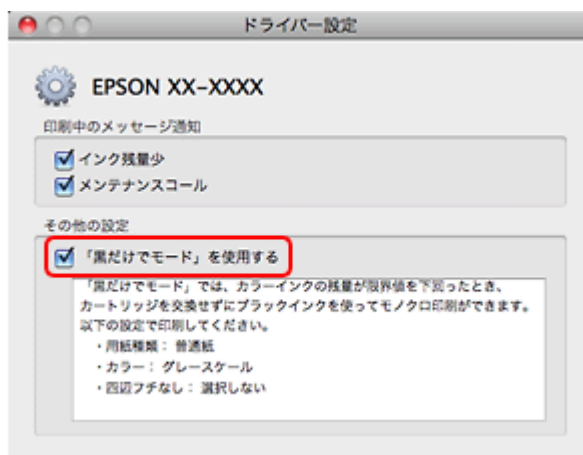 ドライバー設定
EPSON XX-XXXX
印刷中のメッセージ通知
インク残量少
メンテナンスコール
その他の設定
「黒だけでモード」を使用する
「黒だけでモード」では、カラーインクの残量が限界値を下回ったとき、
カートリッジを交換せずにブラックインクを使ってモノクロ印刷ができます。
以下の設定で印刷してください。
・用紙種類： 普通紙
・カラー： グレースケール
・四辺フチなし： 選択しない